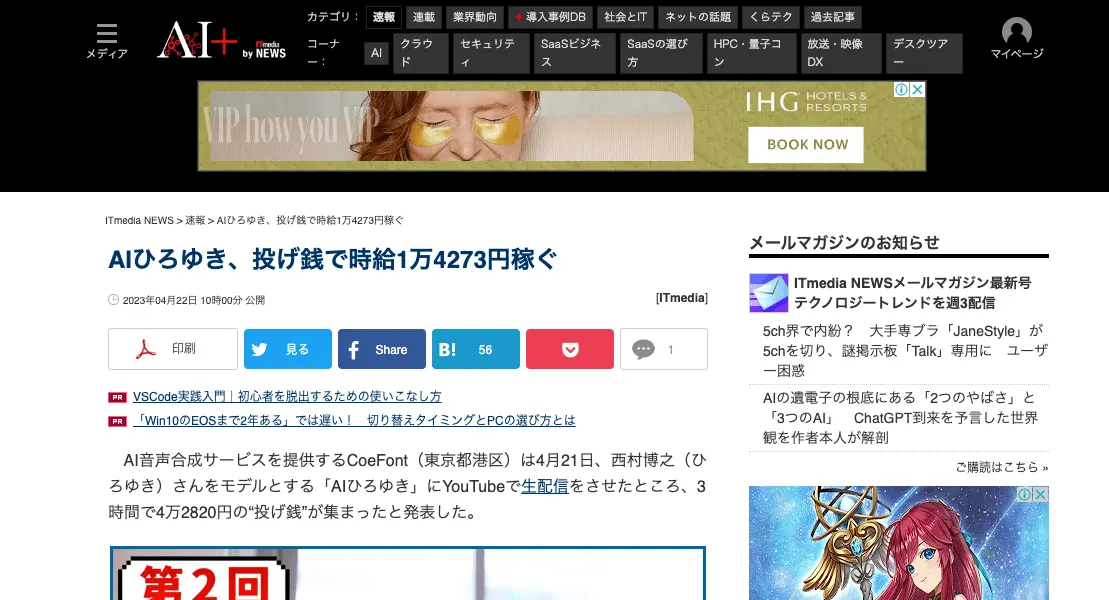 メディア
AI+
by ITmedia NEWS
カテゴリ： 速報 連載 業界動向 導入事例DB 社会とIT ネットの話題 くらテク 過去記事
コーナー： AI クラウド セキュリティ SaaSビジネス SaaSの選び方 HPC・量子コン 放送・映像DX デスクツアー
マイページ
VIP how you VIP
IHG HOTELS & RESORTS
BOOK NOW
ITmedia NEWS > 速報 > AIひろゆき、投げ銭で時給1万4273円稼ぐ
AIひろゆき、投げ銭で時給1万4273円稼ぐ
2023年04月22日 10時00分 公開
[ITmedia]
印刷 見る Share B! 56 1
PR VSCode実践入門｜初心者を脱出するための使いこなし方
PR 「Win10のEOSまで2年ある」では遅い！　切り替えタイミングとPCの選び方とは
AI音声合成サービスを提供するCoeFont（東京都港区）は4月21日、西村博之（ひ
ろゆき）さんをモデルとする「AIひろゆき」にYouTubeで生配信をさせたところ、3
時間で4万2820円の“投げ銭”が集まったと発表した。
第2回
メールマガジンのお知らせ
ITmedia NEWSメールマガジン最新号
テクノロジートレンドを週3配信
5ch界で内紛？　大手専ブラ「JaneStyle」が
5chを切り、謎掲示板「Talk」専用に　ユーザ
ー困惑
AIの遺電子の根底にある「2つのやばさ」と
「3つのAI」　ChatGPT到来を予言した世界
観を作者本人が解剖
ご購読はこちら »